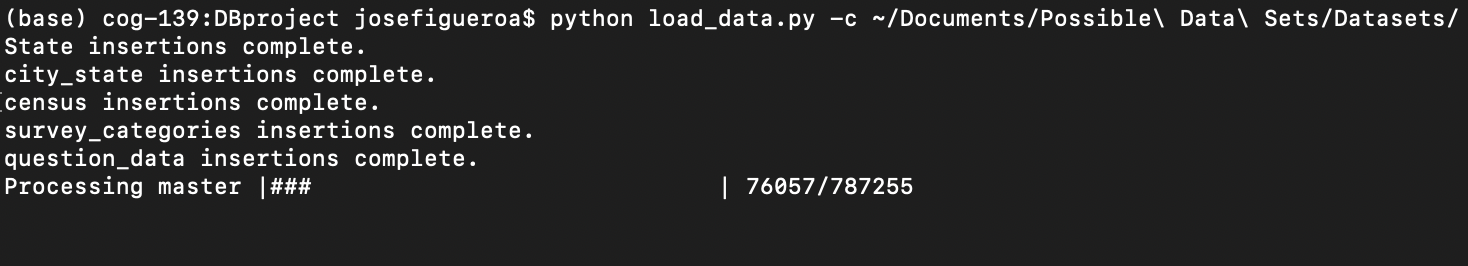 (base) cog-139:DBproject josefigueroa$ python load_data.py -c ~/Documents/Possible\ Data\ Sets/Datasets/
State insertions complete.
city_state insertions complete.
census insertions complete.
survey_categories insertions complete.
question_data insertions complete.
Processing master |###                             | 76057/787255